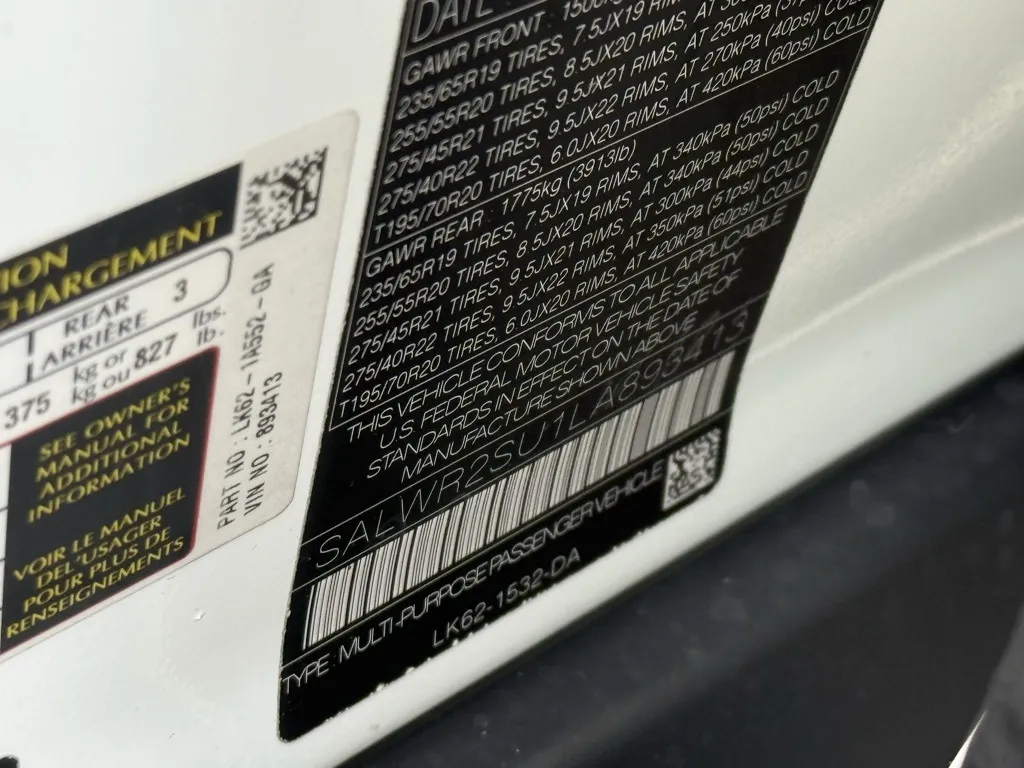 TION
CHARGEMENT
REAR
ARRIÈRE
3
375
kg or
kg ou
827
lbs.
lb.
SEE OWNER'S
MANUAL FOR
ADDITIONAL
INFORMATION
VOIR LE MANUEL
DE L'USAGER
POUR PLUS DE
RENSEIGNEMENTS
PART NO : LK62-1A552-GA
VIN NO : 893413
DATE
GAWR FRONT : 1500kg
235/65R19 TIRES, 7.5JX19 RIMS,
255/55R20 TIRES, 8.5JX20 RIMS, AT
275/45R21 TIRES, 9.5JX21 RIMS, AT 250kPa
275/40R22 TIRES, 9.5JX22 RIMS, AT 270kPa (40psi) COLD
T195/70R20 TIRES, 6.0JX20 RIMS, AT 420kPa (60psi) COLD
GAWR REAR : 1775kg (3913lb)
235/65R19 TIRES, 7.5JX19 RIMS, AT 340kPa (50psi) COLD
255/55R20 TIRES, 8.5JX20 RIMS, AT 340kPa (50psi) COLD
275/45R21 TIRES, 9.5JX21 RIMS, AT 300kPa (44psi) COLD
275/40R22 TIRES, 9.5JX22 RIMS, AT 350kPa (51psi) COLD
T195/70R20 TIRES, 6.0JX20 RIMS, AT 420kPa (60psi) COLD
THIS VEHICLE CONFORMS TO ALL APPLICABLE
U.S. FEDERAL MOTOR VEHICLE SAFETY
STANDARDS IN EFFECT ON THE DATE OF
MANUFACTURE SHOWN ABOVE
SALWR2SU1LA893413
TYPE : MULTI-PURPOSE PASSENGER VEHICLE
LK62-1532-DA